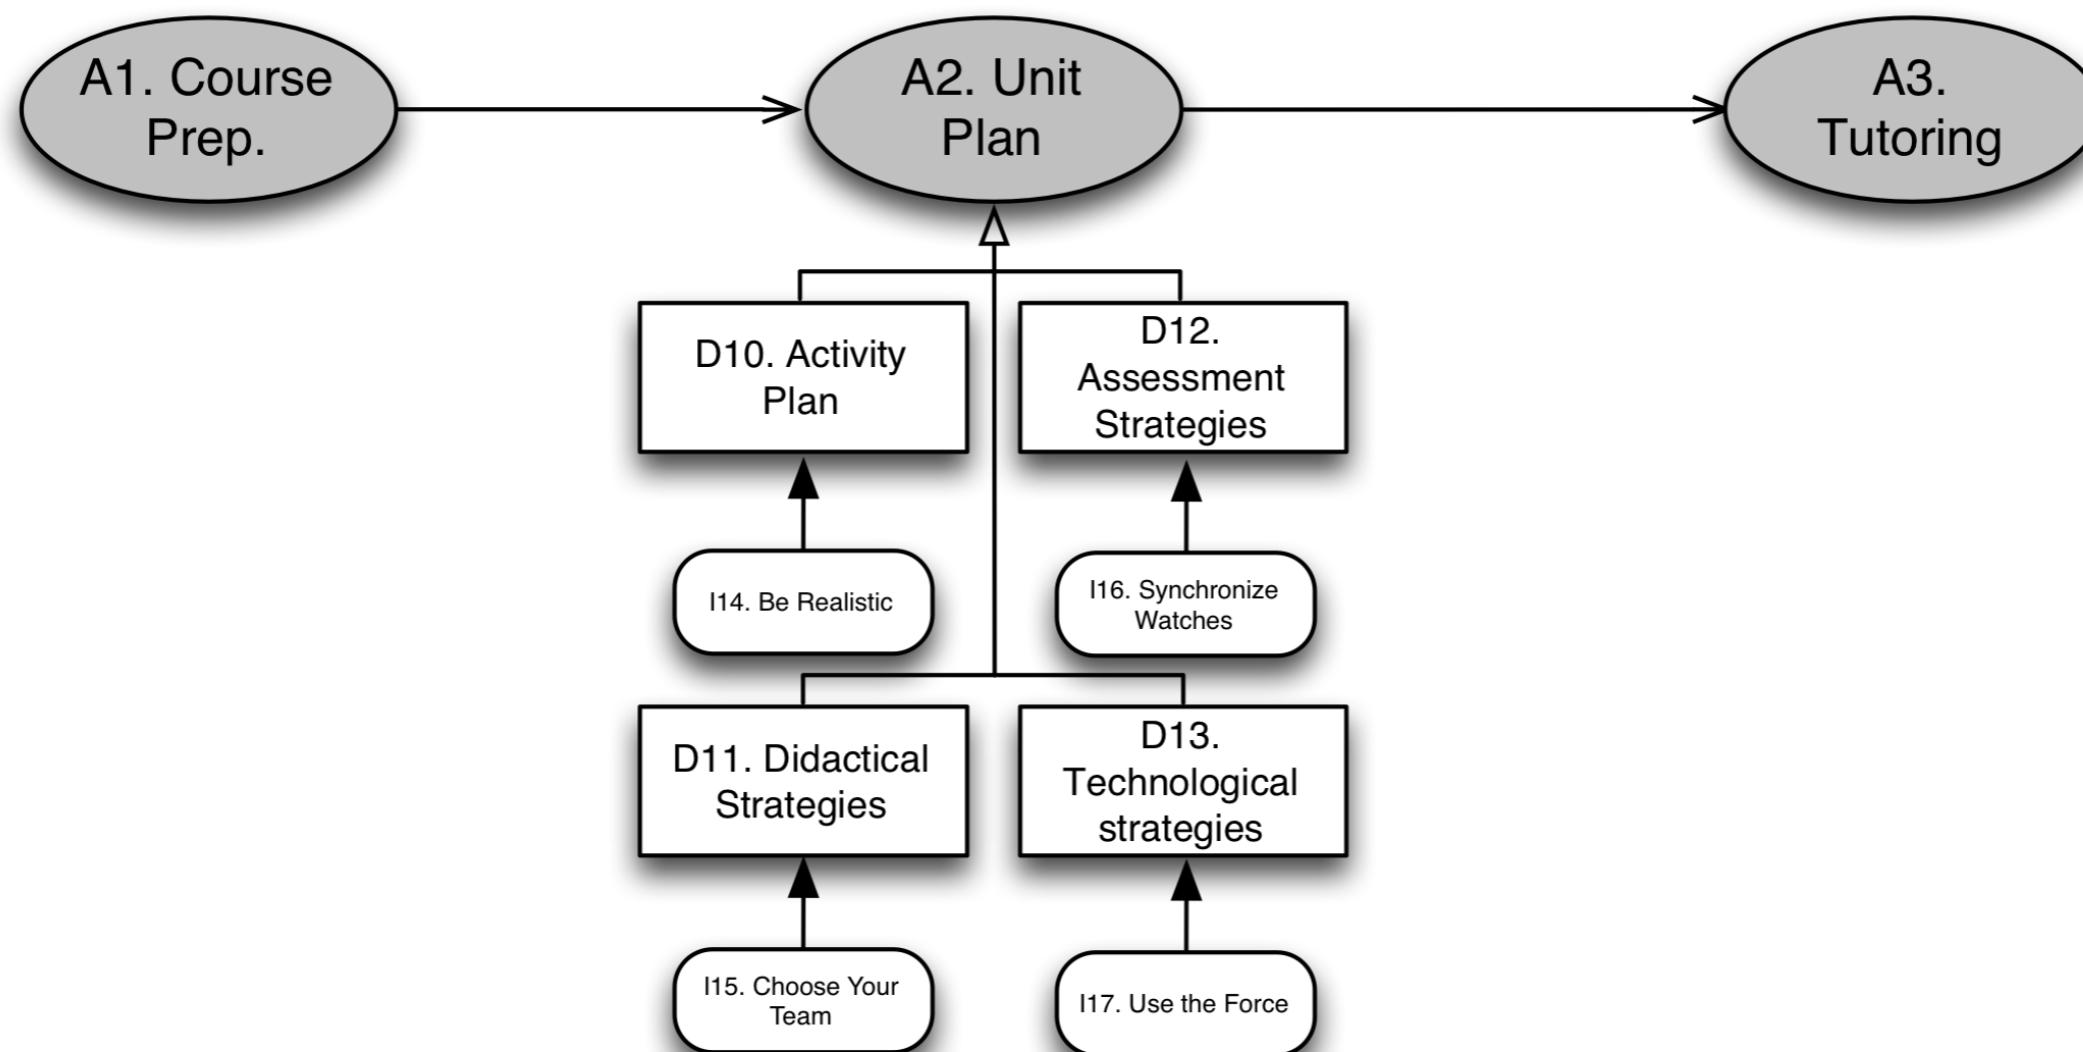 A1. Course
Prep.
A2. Unit
Plan
A3.
Tutoring
D10. Activity
Plan
D12.
Assessment
Strategies
I14. Be Realistic
I16. Synchronize
Watches
D11. Didactical
Strategies
D13.
Technological
strategies
I15. Choose Your
Team
I17. Use the Force